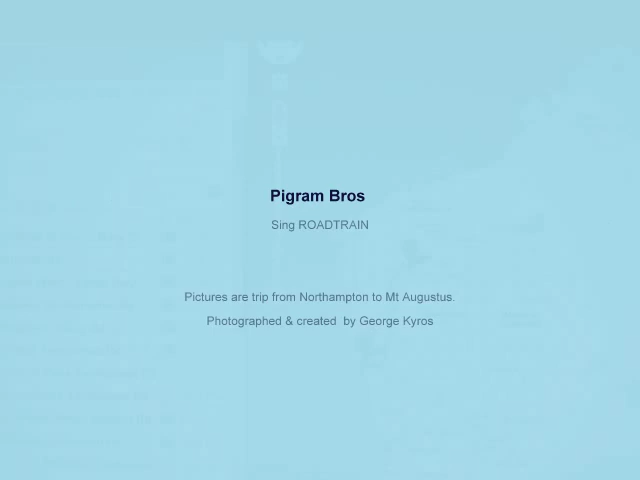 Pigram Bros
Sing ROADTRAIN
Pictures are trip from Northampton to Mt Augustus.
Photographed & created  by George Kyros